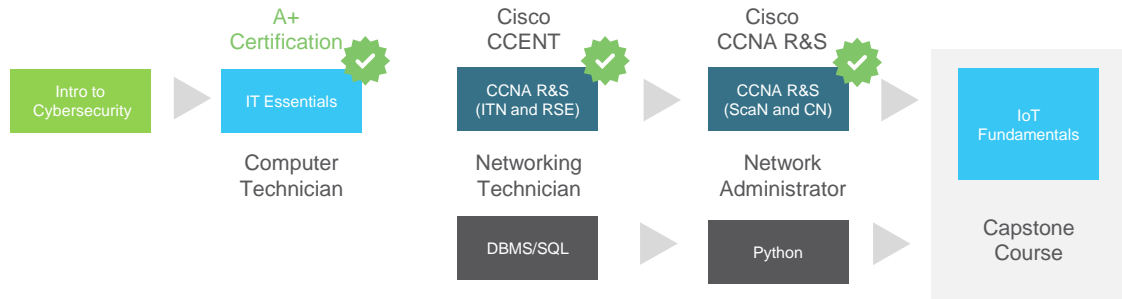 A+
Certification
Cisco
CCENT
Cisco
CCNA R&S
Intro to
Cybersecurity
IT Essentials
CCNA R&S
(ITN and RSE)
CCNA R&S
(ScaN and CN)
IoT
Fundamentals
Computer
Technician
Networking
Technician
Network
Administrator
DBMS/SQL
Python
Capstone
Course